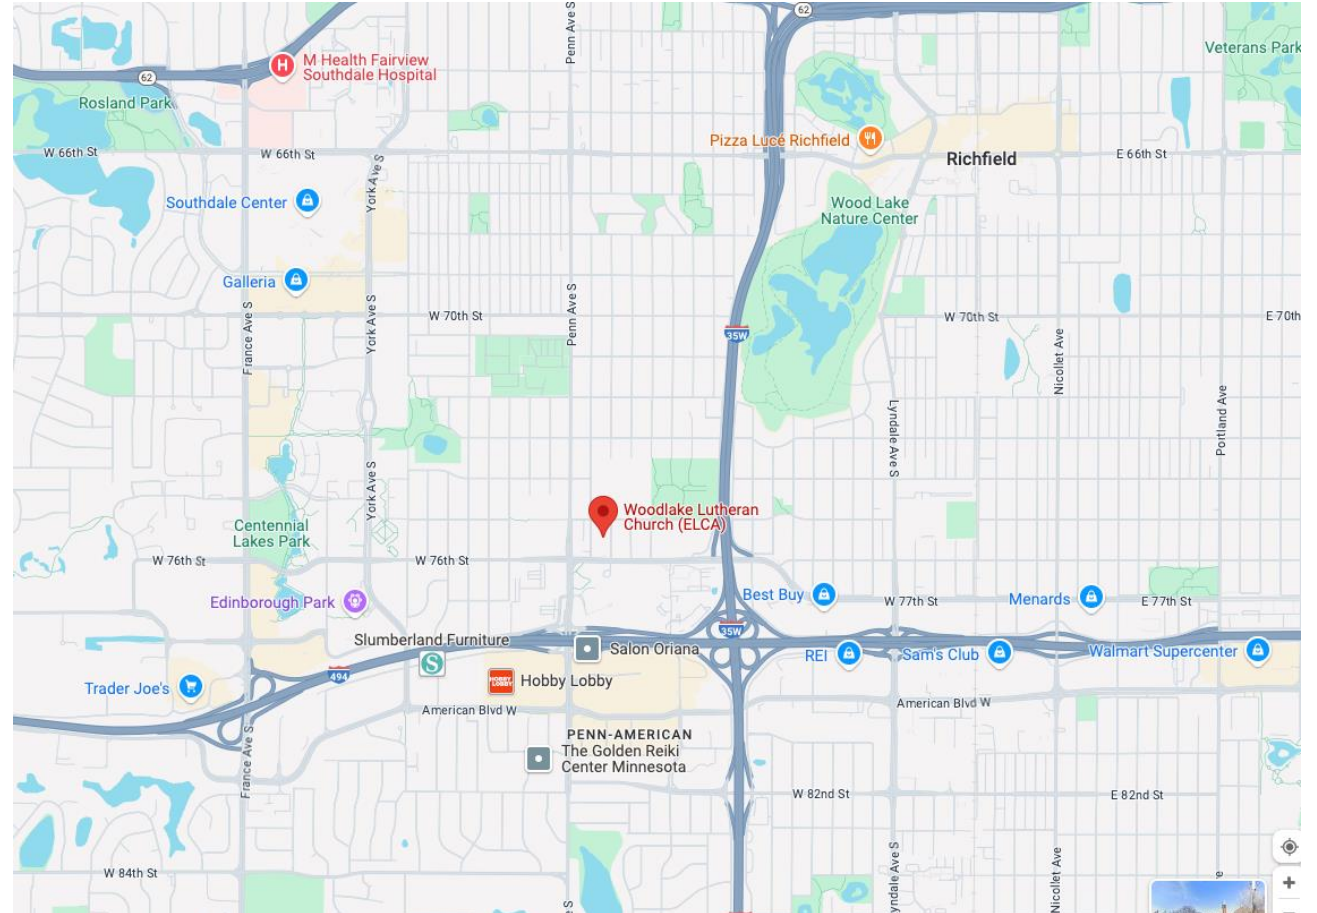 62
Penn Ave S
M Health Fairview
Southdale Hospital
H
62
Veterans Park
Rosland Park
W 66th St
W 66th St
Pizza Lucé Richfield
Richfield
E 66th St
York Ave S
Southdale Center
Wood Lake
Nature Center
Galleria
W 70th St
Penn Ave S
York Ave S
France Ave S
35W
W 70th St
E 70th
Nicollet Ave
Lyndale Ave S
Portland Ave
York Ave S
Woodlake Lutheran
Church (ELCA)
Centennial
Lakes Park
W 76th St
W 76th St
Edinborough Park
Best Buy
W 77th St
Menards
E 77th St
35W
Slumberland Furniture
S
Salon Oriana
REI
Sam's Club
Walmart Supercenter
494
Trader Joe's
HOBBY
LOBBY
Hobby Lobby
American Blvd W
American Blvd W
PENN-AMERICAN
The Golden Reiki
Center Minnesota
France Ave S
W 82nd St
E 82nd St
W 84th St
yndale Ave S
Nicollet Ave
e
S
+